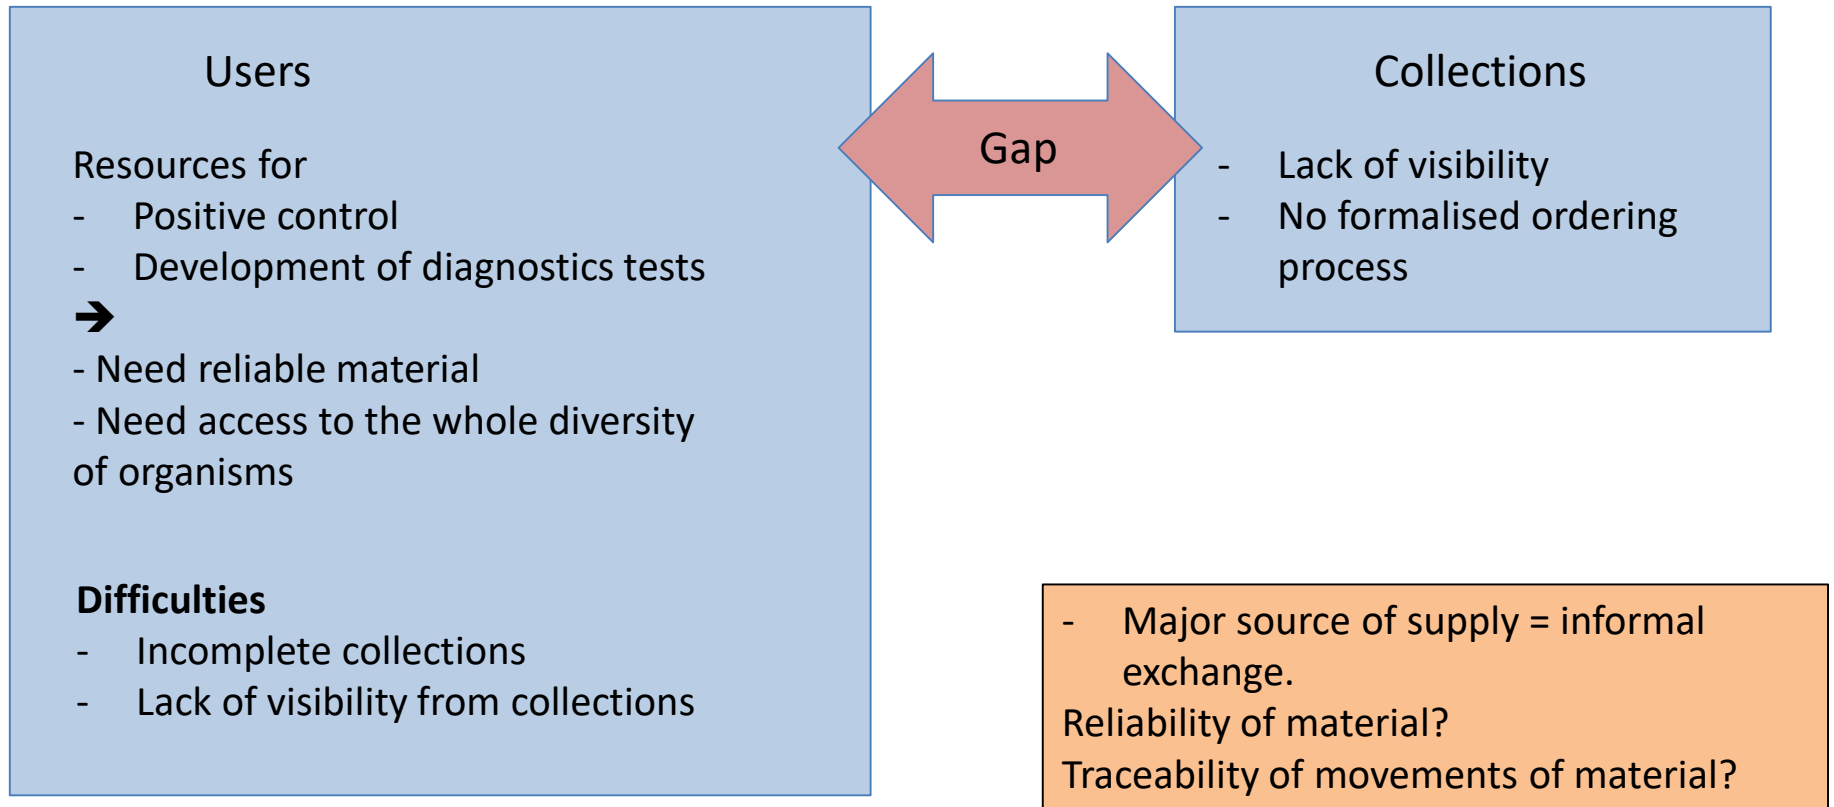 Users
Resources for
- Positive control
- Development of diagnostics tests
➔
- Need reliable material
- Need access to the whole diversity
of organisms
Difficulties
- Incomplete collections
- Lack of visibility from collections
Gap
Collections
- Lack of visibility
- No formalised ordering
process
- Major source of supply = informal
exchange.
Reliability of material?
Traceability of movements of material?